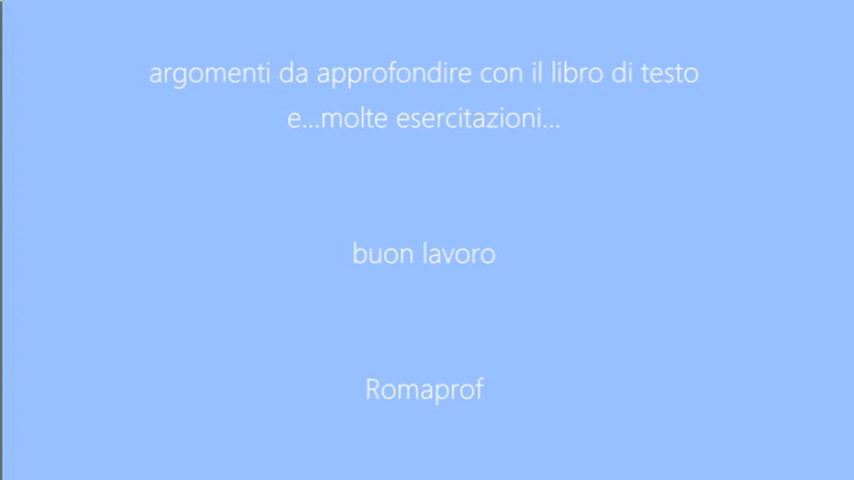 argomenti da approfondire con il libro di testo
e...molte esercitazioni...
buon lavoro
Romaprof